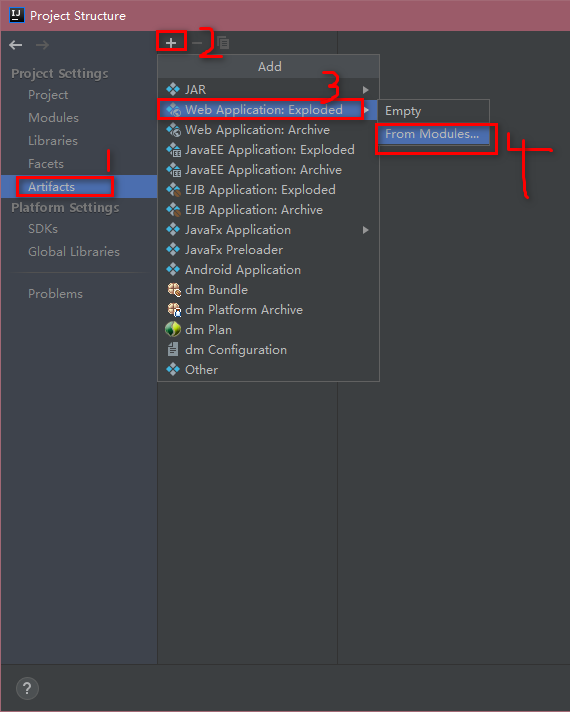 IJ Project Structure
2
Add
Project Settings
3
JAR
Project
Web Application: Exploded
Empty
Modules
Web Application: Archive
From Modules...
4
Libraries
JavaEE Application: Exploded
Facets
1
JavaEE Application: Archive
Artifacts
EJB Application: Exploded
Platform Settings
EJB Application: Archive
SDKs
JavaFx Application
Global Libraries
JavaFx Preloader
Android Application
Problems
dm Bundle
dm Platform Archive
dm Plan
dm Configuration
Other
?